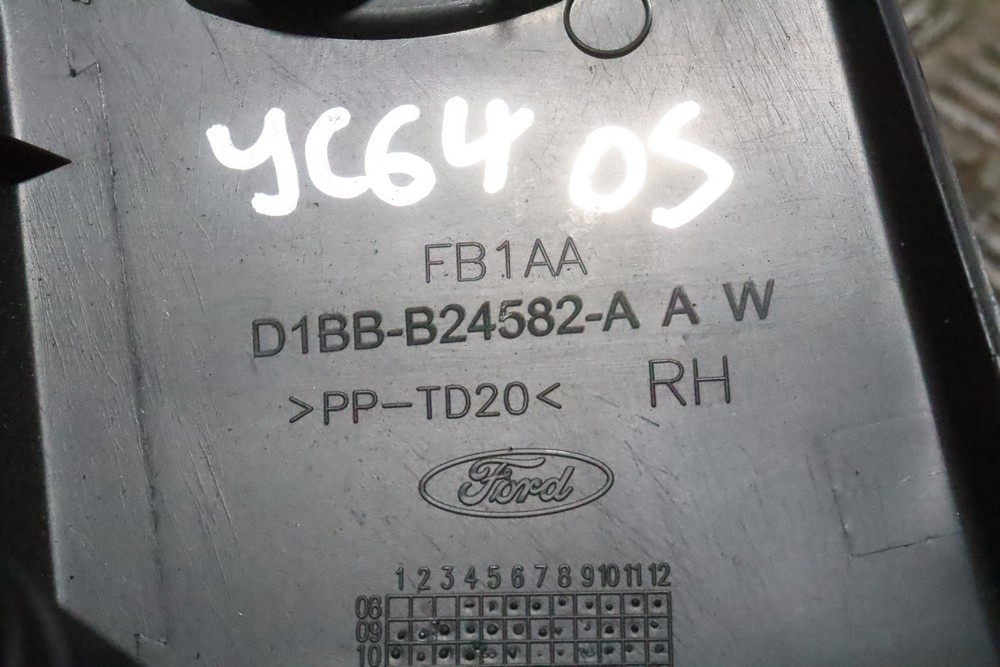 YC64 OS
FB1AA
D1BB-B24582-A A W
>PP-TD20< RH
Ford
1 2 3 4 5 6 7 8 9 10 11 12
08
09
10